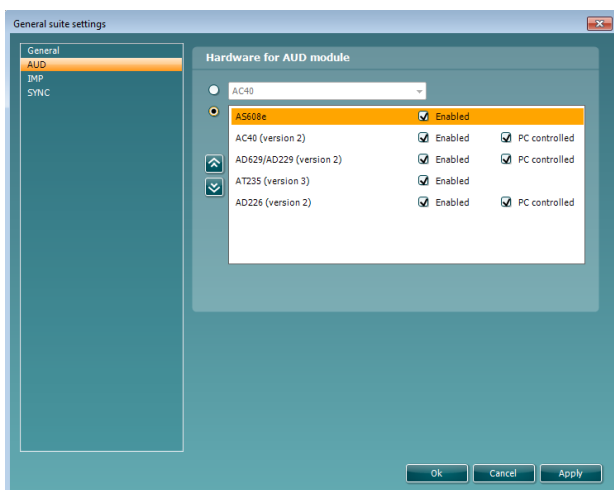 General suite settings
General
AUD
IMP
SYNC
Hardware for AUD module
AC40
AS608e Enabled
AC40 (version 2) Enabled PC controlled
AD629/AD229 (version 2) Enabled PC controlled
AT235 (version 3) Enabled
AD226 (version 2) Enabled PC controlled
Ok Cancel Apply